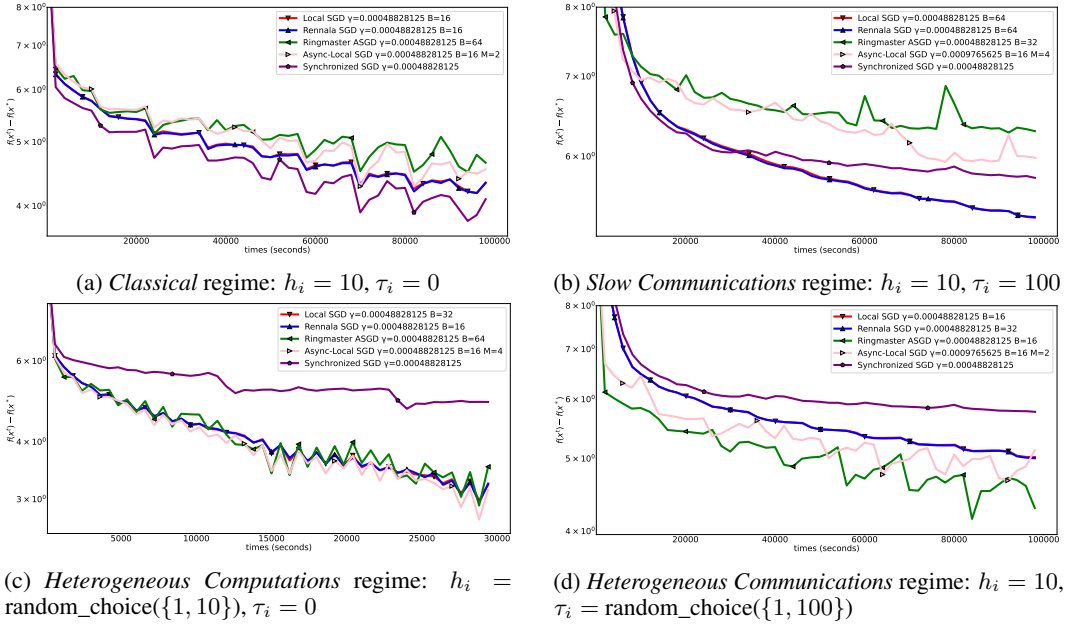 8 × 10⁰
7 × 10⁰
6 × 10⁰
5 × 10⁰
4 × 10⁰
f(xᵗ) − f(x*)
Local SGD γ=0.00048828125 B=16
Rennala SGD γ=0.00048828125 B=16
Ringmaster ASGD γ=0.00048828125 B=64
Async-Local SGD γ=0.00048828125 B=16 M=2
Synchronized SGD γ=0.00048828125
20000 40000 60000 80000 100000
times (seconds)
(a) Classical regime: hᵢ = 10, τᵢ = 0
8 × 10⁰
7 × 10⁰
6 × 10⁰
f(xᵗ) − f(x*)
Local SGD γ=0.00048828125 B=64
Rennala SGD γ=0.00048828125 B=64
Ringmaster ASGD γ=0.00048828125 B=32
Async-Local SGD γ=0.0009765625 B=16 M=4
Synchronized SGD γ=0.00048828125
20000 40000 60000 80000 100000
times (seconds)
(b) Slow Communications regime: hᵢ = 10, τᵢ = 100
6 × 10⁰
4 × 10⁰
3 × 10⁰
f(xᵗ) − f(x*)
Local SGD γ=0.00048828125 B=32
Rennala SGD γ=0.00048828125 B=16
Ringmaster ASGD γ=0.00048828125 B=64
Async-Local SGD γ=0.00048828125 B=16 M=4
Synchronized SGD γ=0.00048828125
5000 10000 15000 20000 25000 30000
times (seconds)
(c) Heterogeneous Computations regime: hᵢ =
random_choice({1, 10}), τᵢ = 0
8 × 10⁰
7 × 10⁰
6 × 10⁰
5 × 10⁰
4 × 10⁰
f(xᵗ) − f(x*)
Local SGD γ=0.00048828125 B=16
Rennala SGD γ=0.00048828125 B=32
Ringmaster ASGD γ=0.00048828125 B=16
Async-Local SGD γ=0.0009765625 B=16 M=2
Synchronized SGD γ=0.00048828125
20000 40000 60000 80000 100000
times (seconds)
(d) Heterogeneous Communications regime: hᵢ = 10,
τᵢ = random_choice({1, 100})